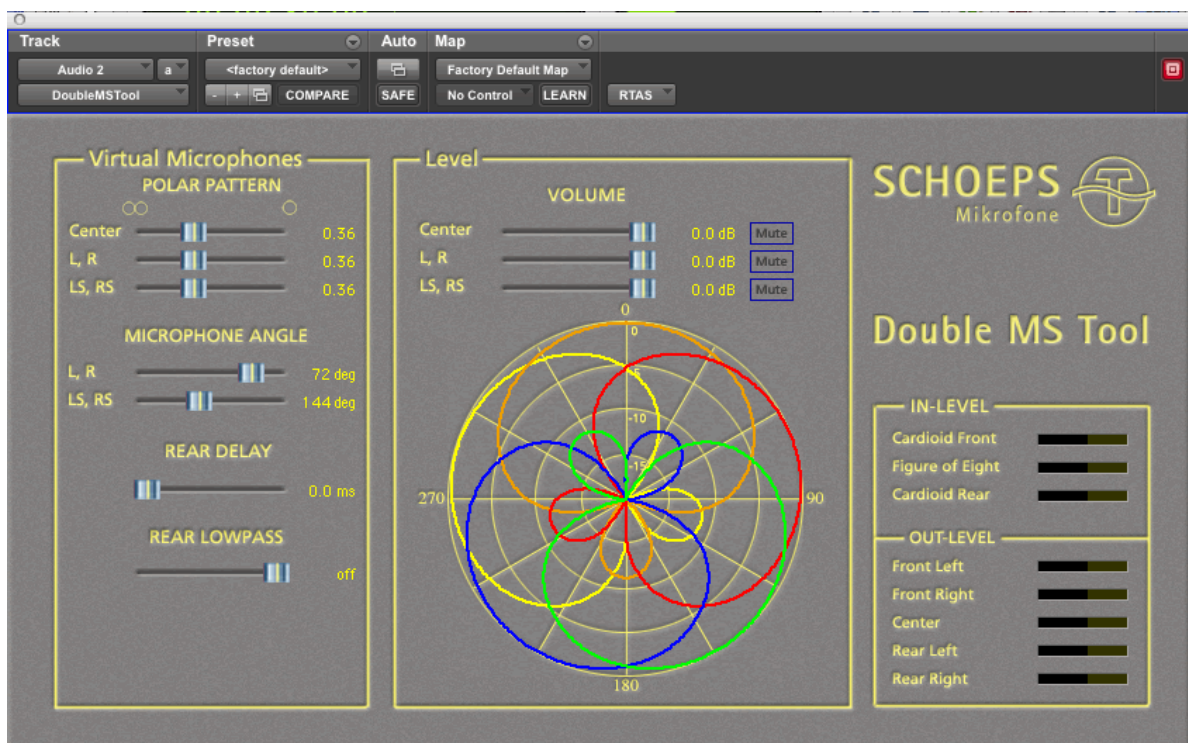 Track Preset Auto Map
Audio 2 a <factory default> Factory Default Map
DoubleMSTool - + COMPARE SAFE No Control LEARN RTAS
Virtual Microphones
POLAR PATTERN
Center 0.36
L, R 0.36
LS, RS 0.36
MICROPHONE ANGLE
L, R 72 deg
LS, RS 144 deg
REAR DELAY
0.0 ms
REAR LOWPASS
off
Level
VOLUME
Center 0.0 dB Mute
L, R 0.0 dB Mute
LS, RS 0.0 dB Mute
0
0
-5
-10
-15
270 90
180
SCHOEPS
Mikrofone
Double MS Tool
IN-LEVEL
Cardioid Front
Figure of Eight
Cardioid Rear
OUT-LEVEL
Front Left
Front Right
Center
Rear Left
Rear Right